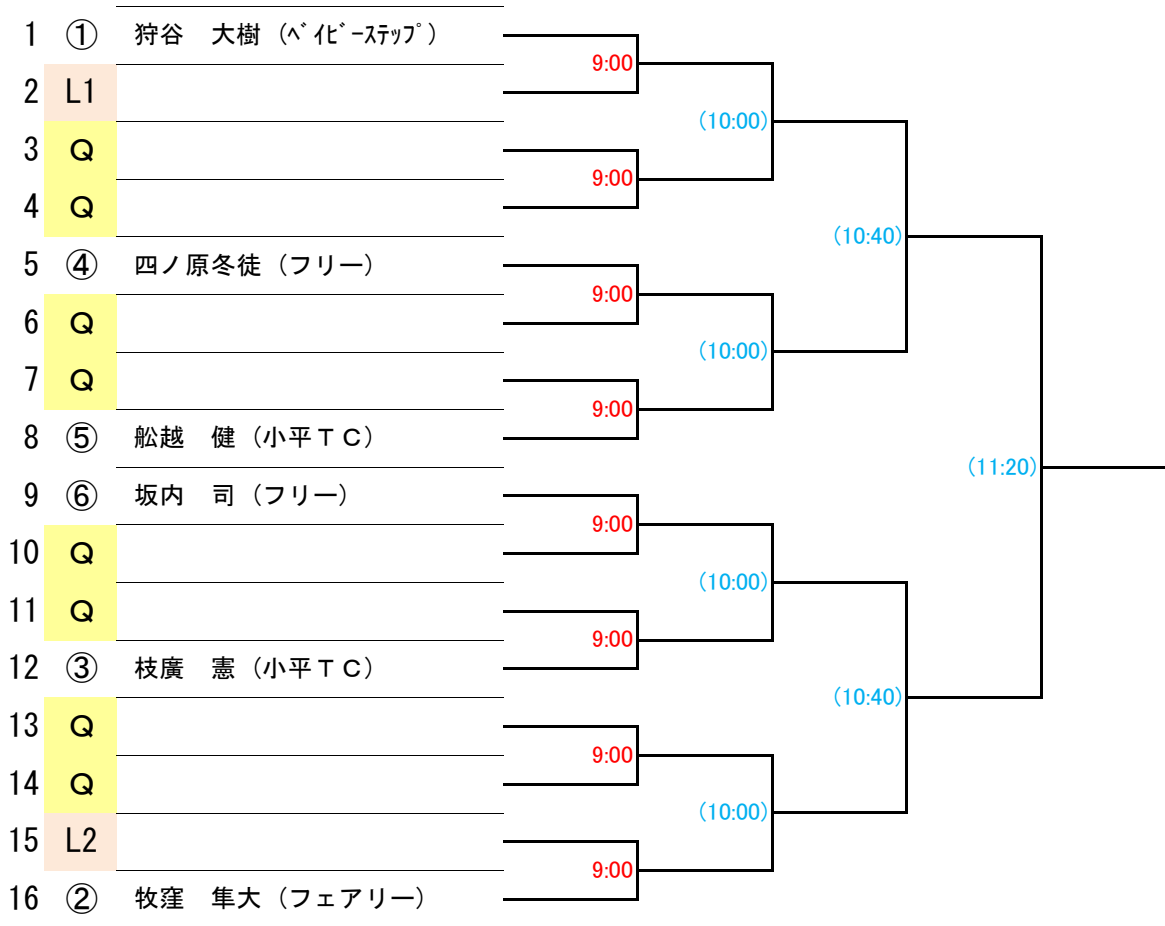 1 ① 狩谷　大樹（ﾍﾞｲﾋﾞｰｽﾃｯﾌﾟ）
9:00
2 L1
(10:00)
3 Q
9:00
4 Q
(10:40)
5 ④ 四ノ原冬徒（フリー）
9:00
6 Q
(10:00)
7 Q
9:00
8 ⑤ 舩越　健（小平ＴＣ）
(11:20)
9 ⑥ 坂内　司（フリー）
9:00
10 Q
(10:00)
11 Q
9:00
12 ③ 枝廣　憲（小平ＴＣ）
(10:40)
13 Q
9:00
14 Q
(10:00)
15 L2
9:00
16 ② 牧窪　隼大（フェアリー）